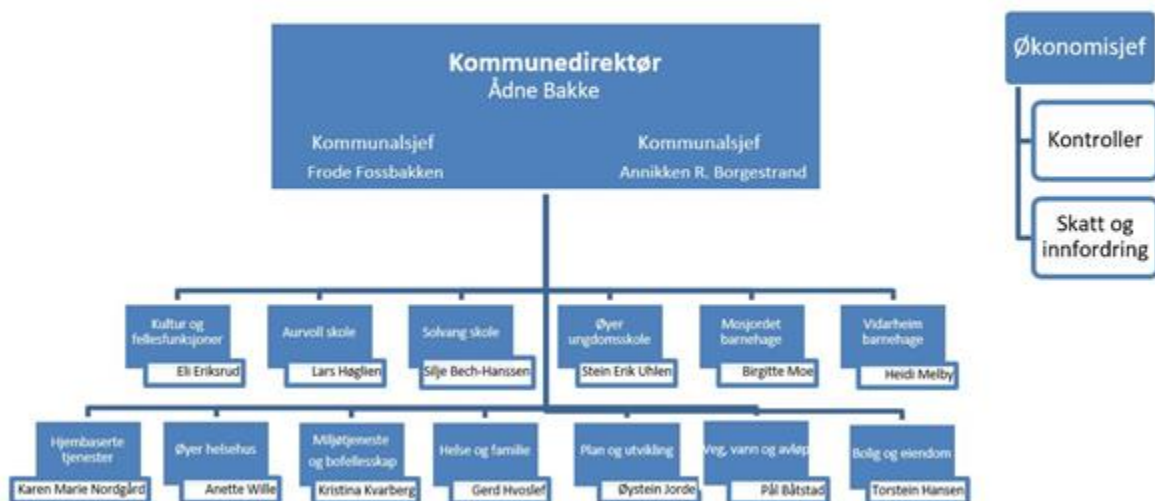 Kommunedirektør
Ådne Bakke
Kommunalsjef
Frode Fossbakken
Kommunalsjef
Annikken R. Borgestrand
Økonomisjef
Kontroller
Skatt og
innfordring
Kultur og
fellesfunksjoner
Eli Eriksrud
Aurvoll skole
Lars Høglien
Solvang skole
Silje Bech-Hanssen
Øyer
ungdomsskole
Stein Erik Uhlen
Mosjordet
barnehage
Birgitte Moe
Vidarheim
barnehage
Heidi Melby
Hjembaserte
tjenester
Karen Marie Nordgård
Øyer helsehus
Anette Wille
Miljøtjeneste
og bofellesskap
Kristina Kvarberg
Helse og familie
Gerd Hvoslef
Plan og utvikling
Øystein Jorde
Veg, vann og avløp
Pål Båtstad
Bolig og eiendom
Torstein Hansen